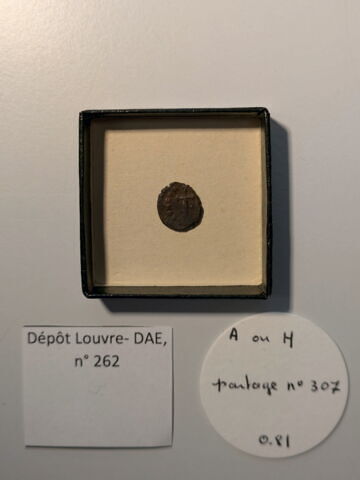 Dépôt Louvre- DAE,
n° 262
A ou H
partage n° 307
0.81